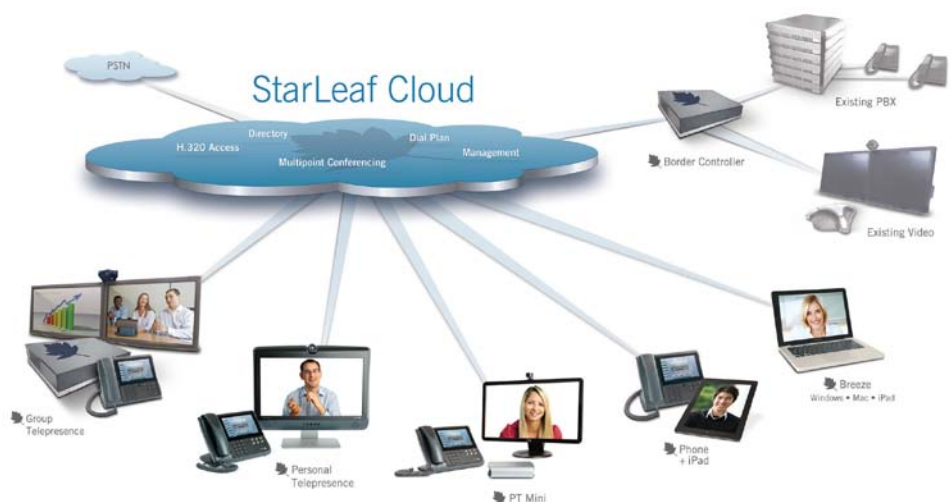 PSTN
StarLeaf Cloud
Directory
Dial Plan
H.320 Access
Multipoint Conferencing
Management
Existing PBX
Border Controller
Existing Video
Breeze
Windows • Mac • iPad
Group
Telepresence
Phone
+ iPad
Personal
Telepresence
PT Mini